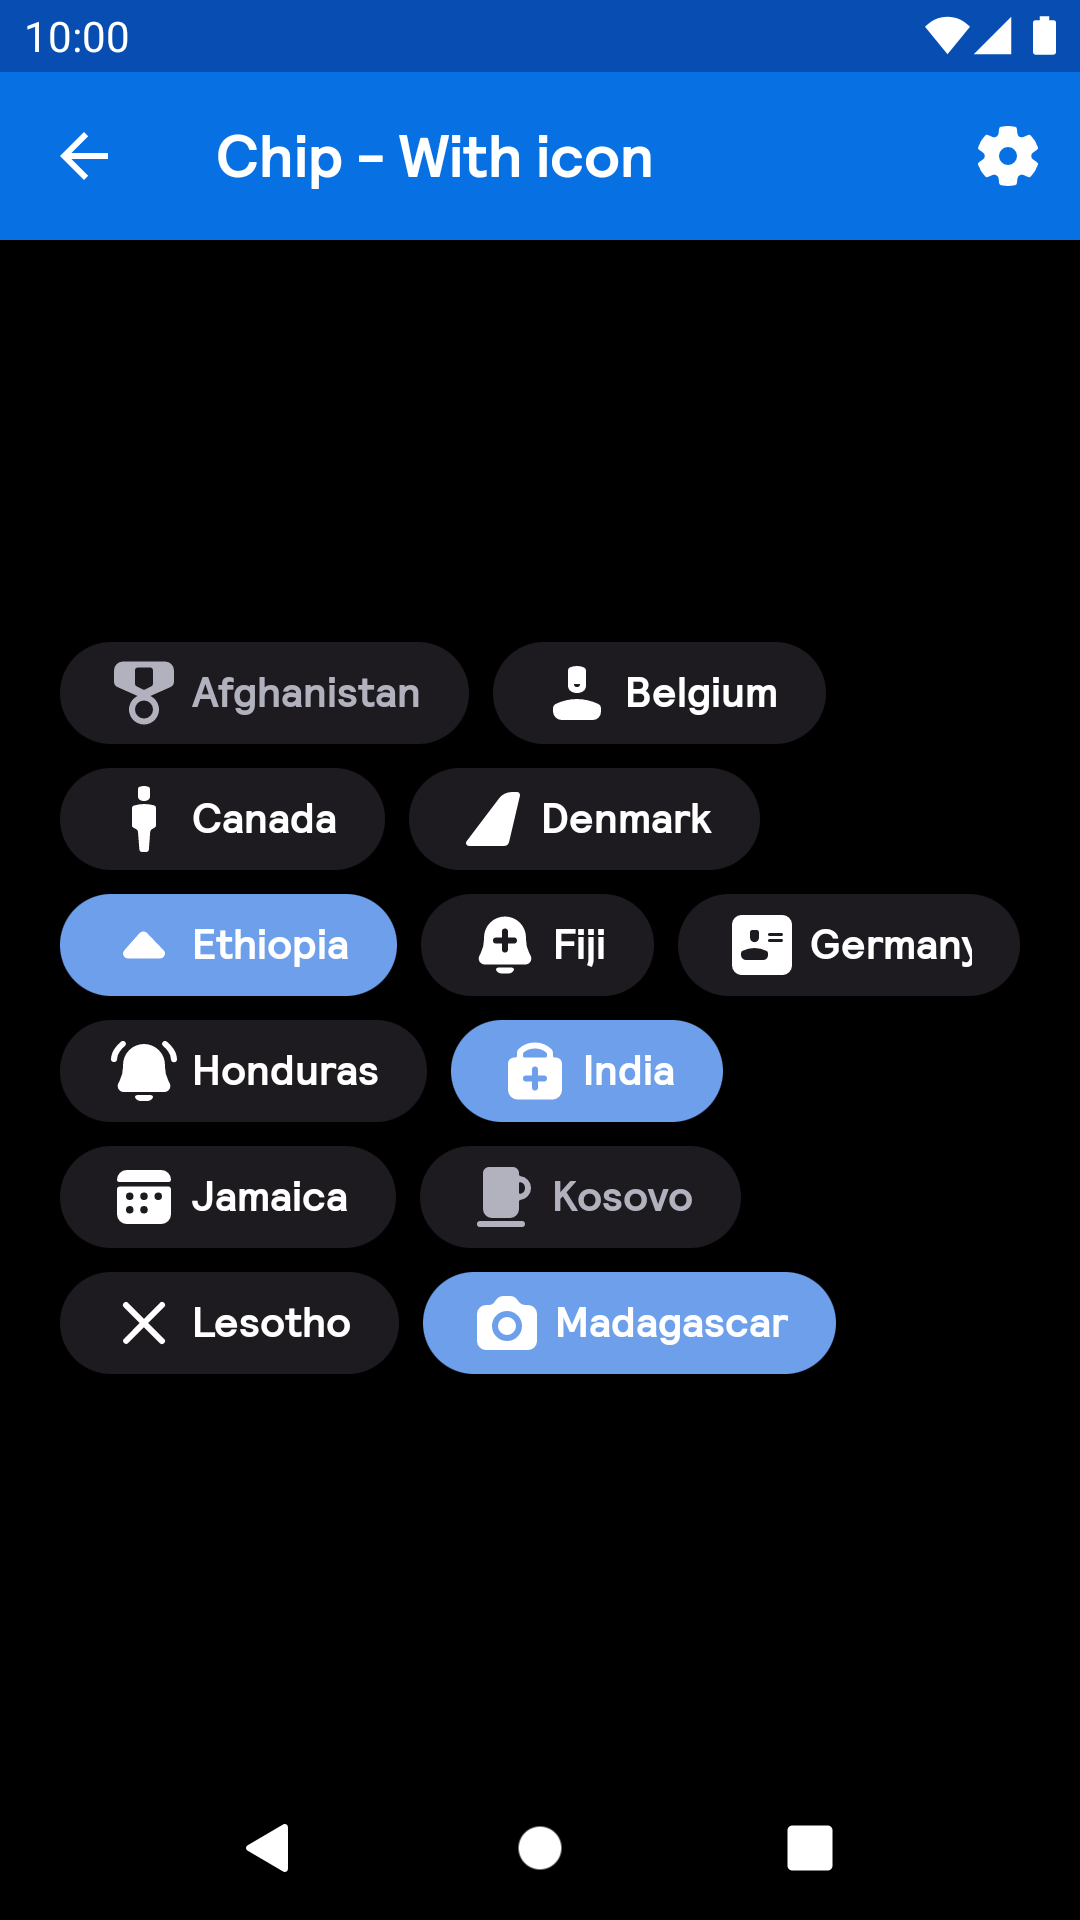 10:00
Chip - With icon
Afghanistan Belgium
Canada Denmark
Ethiopia Fiji Germany
Honduras India
Jamaica Kosovo
Lesotho Madagascar